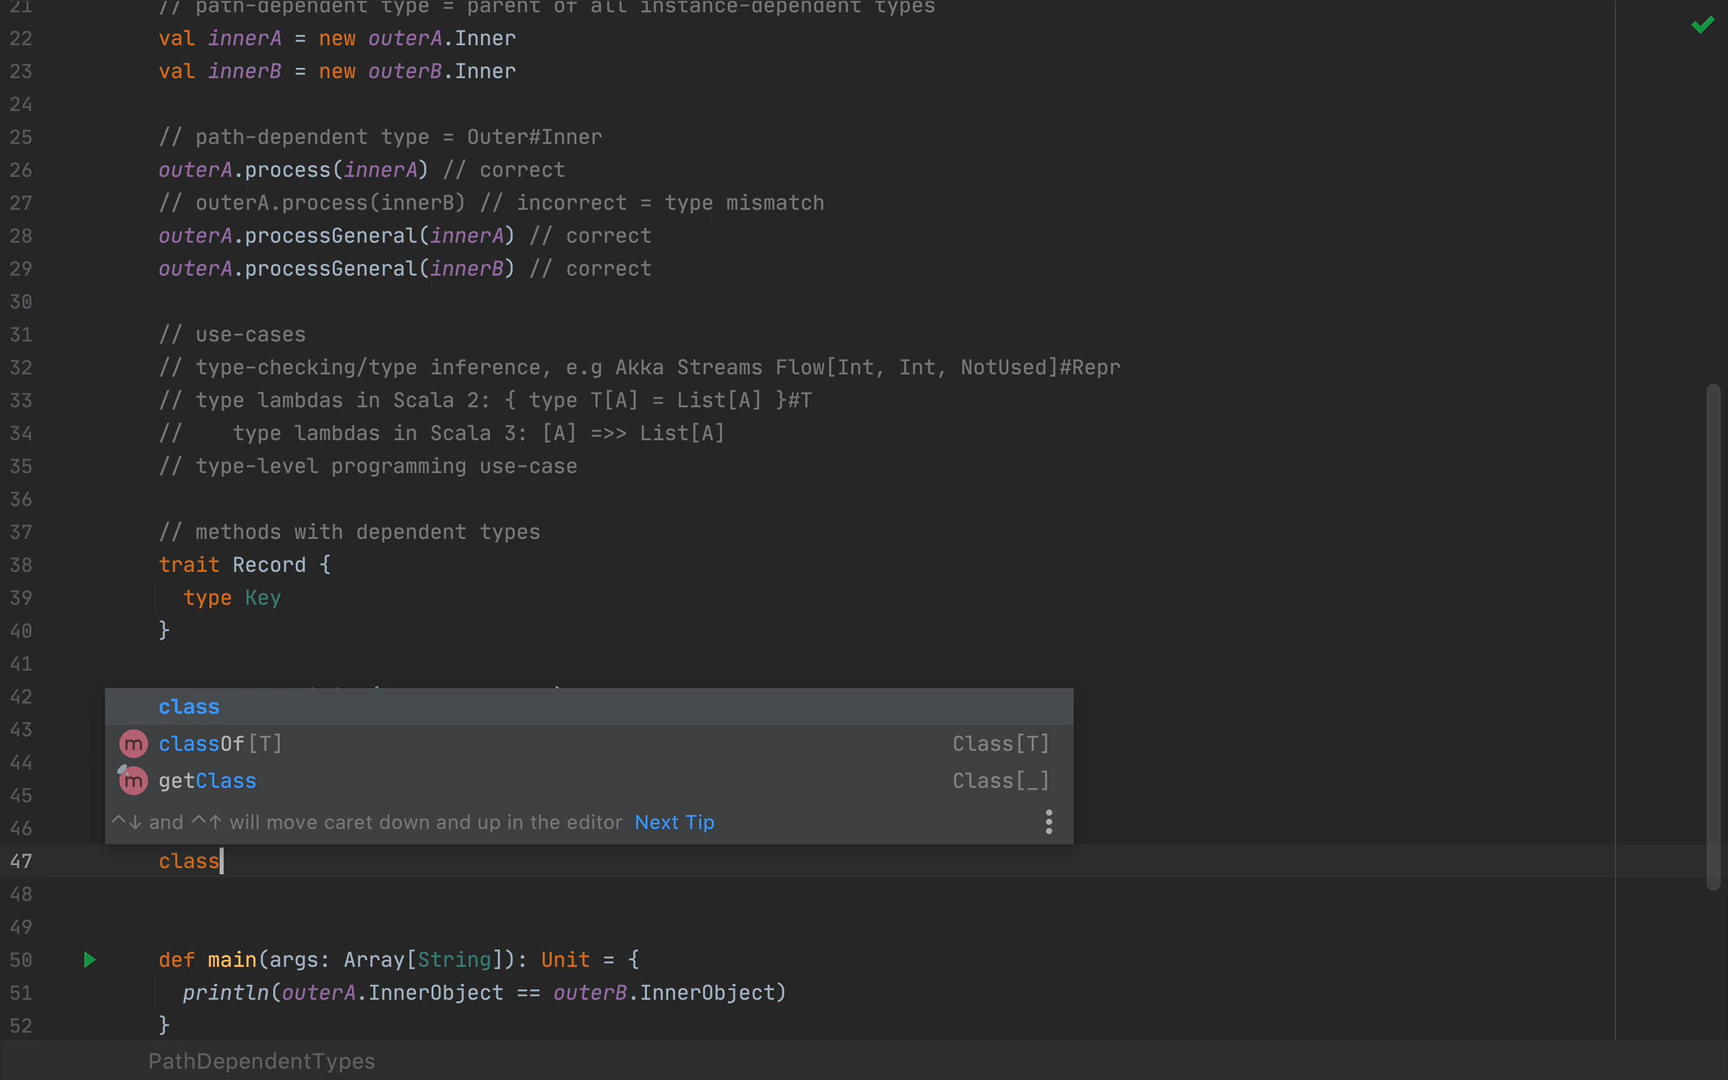 21 // path-dependent type = parent of all instance-dependent types
22 val innerA = new outerA.Inner
23 val innerB = new outerB.Inner
24
25 // path-dependent type = Outer#Inner
26 outerA.process(innerA) // correct
27 // outerA.process(innerB) // incorrect = type mismatch
28 outerA.processGeneral(innerA) // correct
29 outerA.processGeneral(innerB) // correct
30
31 // use-cases
32 // type-checking/type inference, e.g Akka Streams Flow[Int, Int, NotUsed]#Repr
33 // type lambdas in Scala 2: { type T[A] = List[A] }#T
34 //    type lambdas in Scala 3: [A] =>> List[A]
35 // type-level programming use-case
36
37 // methods with dependent types
38 trait Record {
39   type Key
40 }
41
42
43 class
44 m classOf[T] Class[T]
45 m getClass Class[_]
46 ^↓ and ^↑ will move caret down and up in the editor Next Tip
47 class
48
49
50 def main(args: Array[String]): Unit = {
51   println(outerA.InnerObject == outerB.InnerObject)
52 }
PathDependentTypes